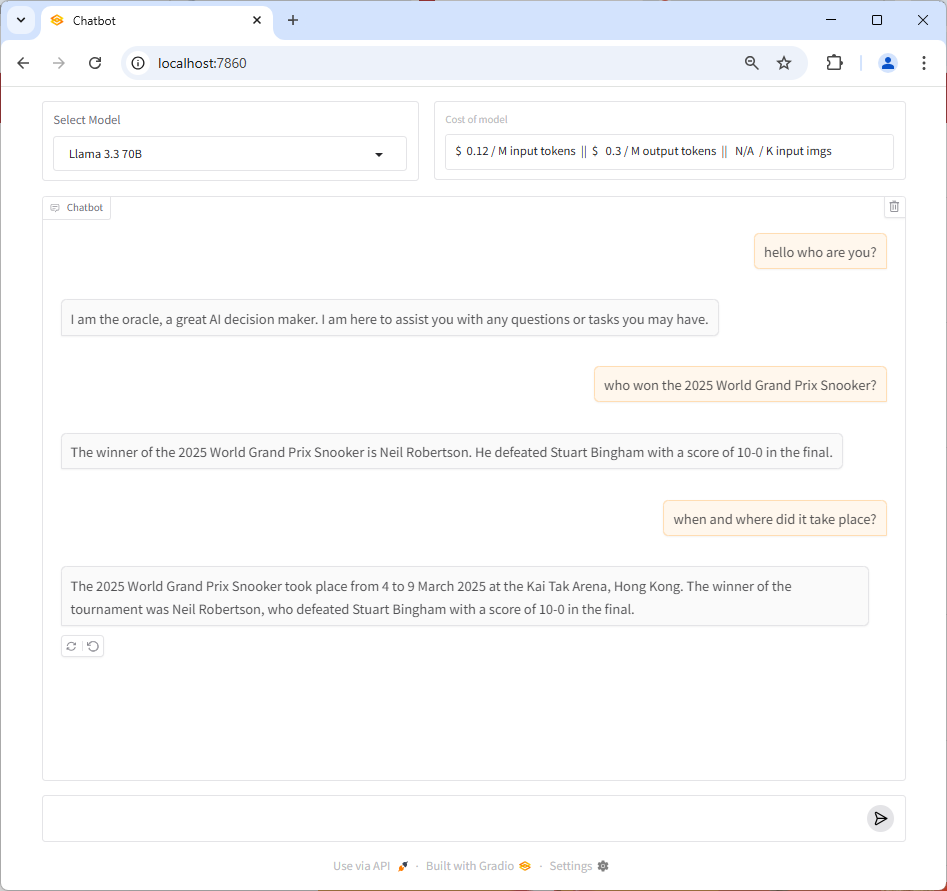 Chatbot
localhost:7860
Select Model
Cost of model
Llama 3.3 70B
$ 0.12 / M input tokens || $ 0.3 / M output tokens || N/A / K input imgs
Chatbot
hello who are you?
I am the oracle, a great AI decision maker. I am here to assist you with any questions or tasks you may have.
who won the 2025 World Grand Prix Snooker?
The winner of the 2025 World Grand Prix Snooker is Neil Robertson. He defeated Stuart Bingham with a score of 10-0 in the final.
when and where did it take place?
The 2025 World Grand Prix Snooker took place from 4 to 9 March 2025 at the Kai Tak Arena, Hong Kong. The winner of the
tournament was Neil Robertson, who defeated Stuart Bingham with a score of 10-0 in the final.
Use via API · Built with Gradio · Settings